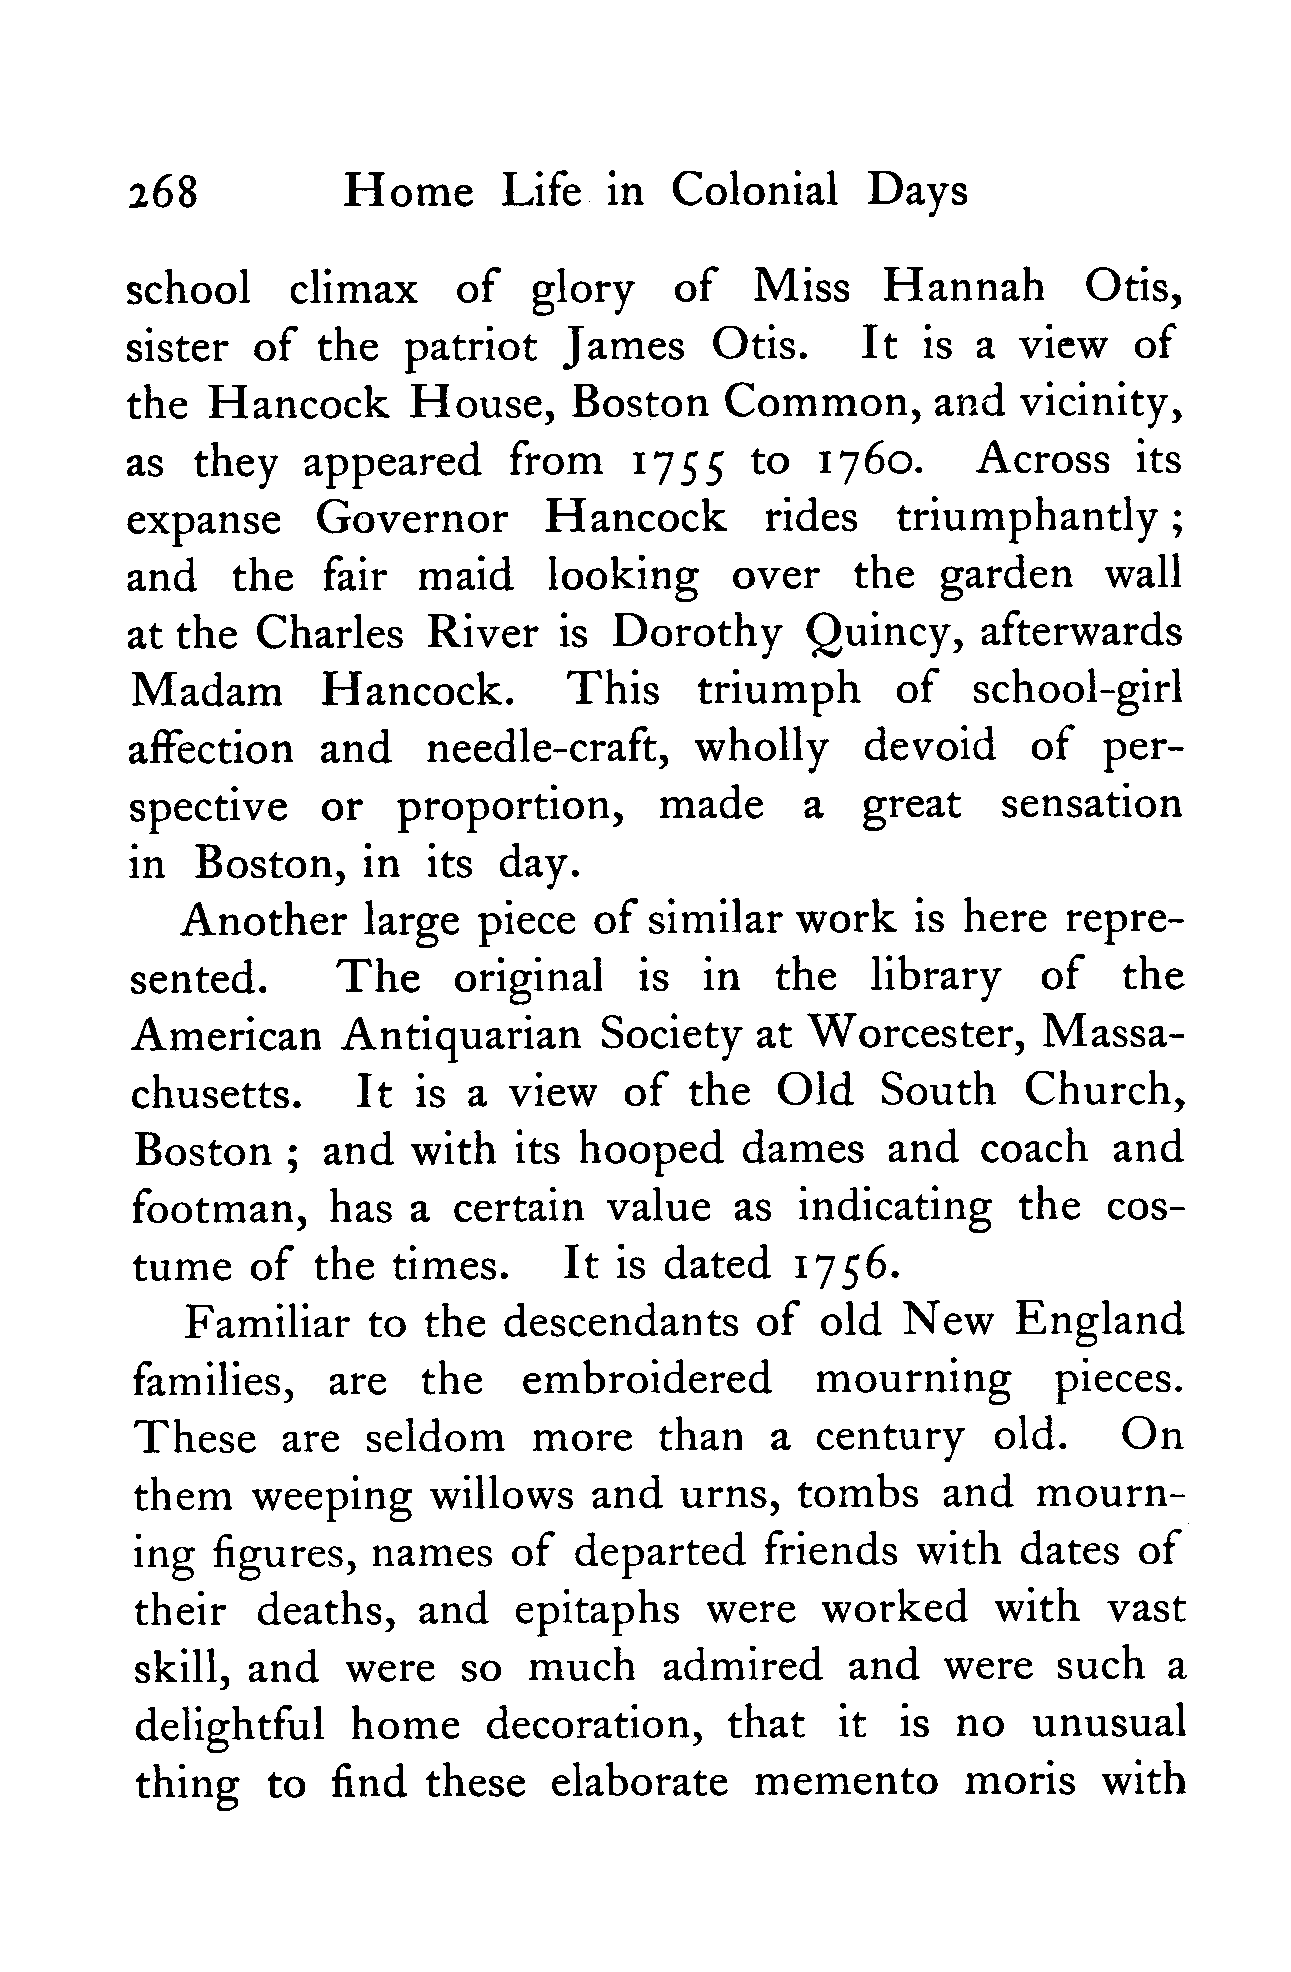 268 Home Life in Colonial Days
school climax of glory of Miss Hannah Otis,
sister of the patriot James Otis. It is a view of
the Hancock House, Boston Common, and vicinity,
as they appeared from 1755 to 1760. Across its
expanse Governor Hancock rides triumphantly ;
and the fair maid looking over the garden wall
at the Charles River is Dorothy Quincy, afterwards
Madam Hancock. This triumph of school-girl
affection and needle-craft, wholly devoid of per-
spective or proportion, made a great sensation
in Boston, in its day.
Another large piece of similar work is here repre-
sented. The original is in the library of the
American Antiquarian Society at Worcester, Massa-
chusetts. It is a view of the Old South Church,
Boston ; and with its hooped dames and coach and
footman, has a certain value as indicating the cos-
tume of the times. It is dated 1756.
Familiar to the descendants of old New England
families, are the embroidered mourning pieces.
These are seldom more than a century old. On
them weeping willows and urns, tombs and mourn-
ing figures, names of departed friends with dates of
their deaths, and epitaphs were worked with vast
skill, and were so much admired and were such a
delightful home decoration, that it is no unusual
thing to find these elaborate memento moris with